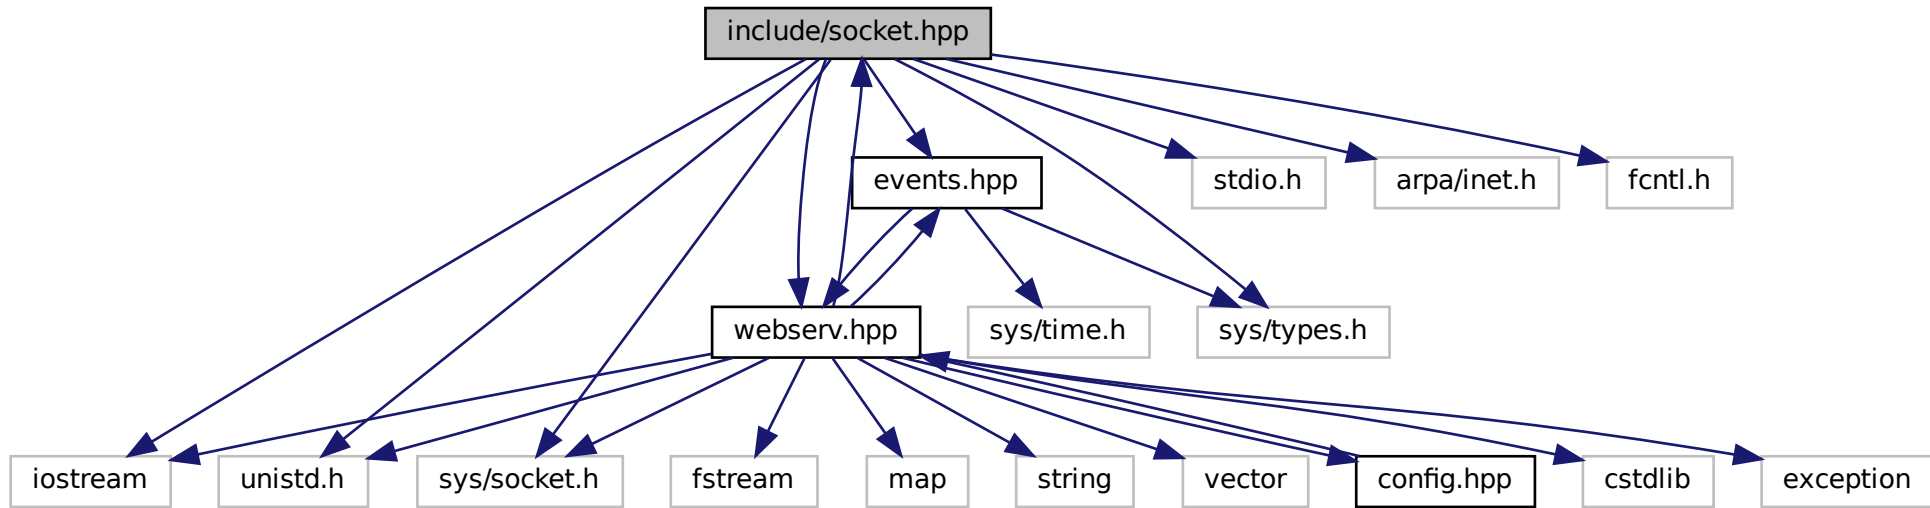 include/socket.hpp
events.hpp
stdio.h
arpa/inet.h
fcntl.h
webserv.hpp
sys/time.h
sys/types.h
iostream
unistd.h
sys/socket.h
fstream
map
string
vector
config.hpp
cstdlib
exception